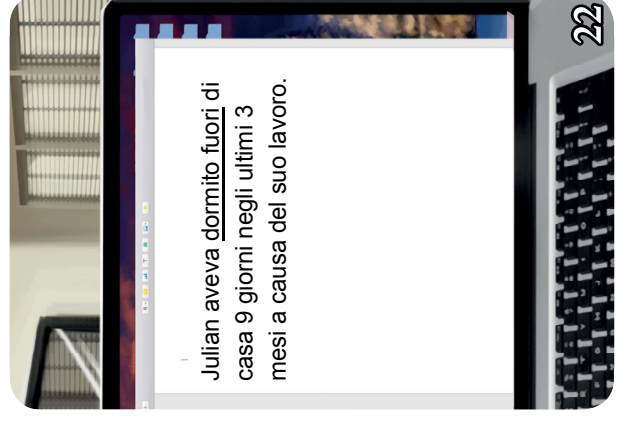 Julian aveva dormito fuori di
casa 9 giorni negli ultimi 3
mesi a causa del suo lavoro.
22